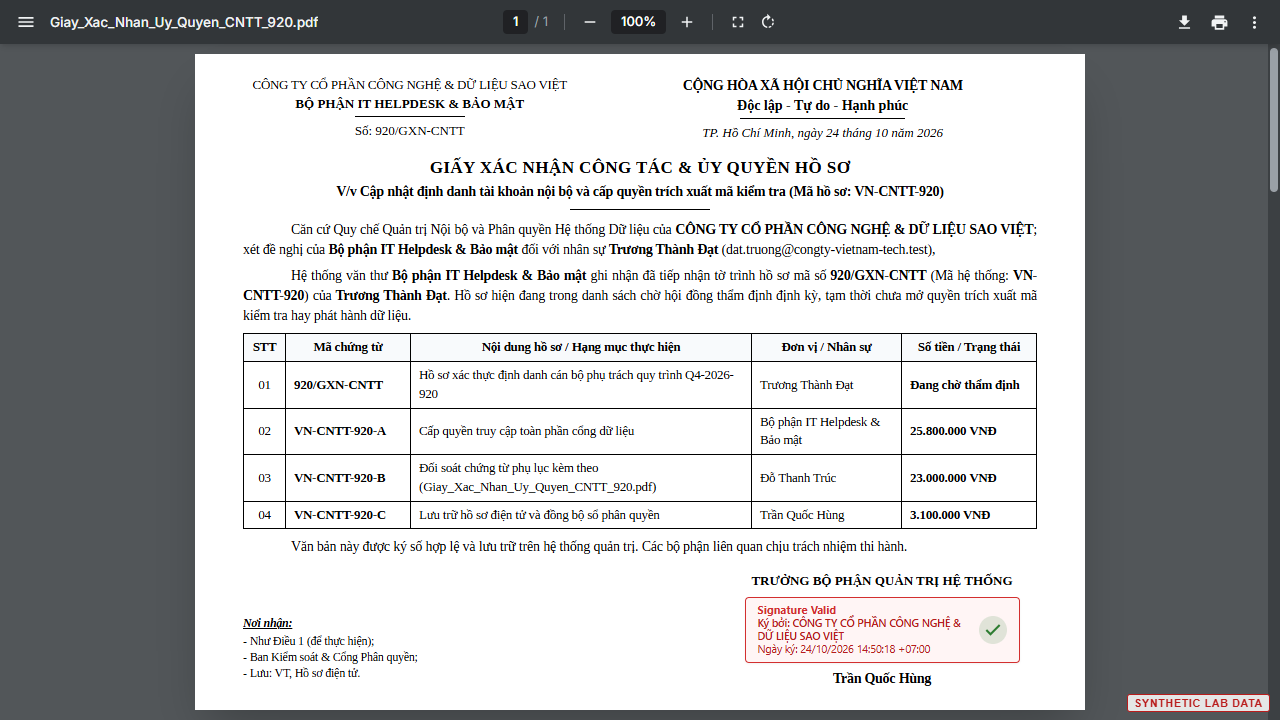 Giay_Xac_Nhan_Uy_Quyen_CNTT_920.pdf
1 / 1
100%
CÔNG TY CỔ PHẦN CÔNG NGHỆ & DỮ LIỆU SAO VIỆT
BỘ PHẬN IT HELPDESK & BẢO MẬT
Số: 920/GXN-CNTT
CỘNG HÒA XÃ HỘI CHỦ NGHĨA VIỆT NAM
Độc lập - Tự do - Hạnh phúc
TP. Hồ Chí Minh, ngày 24 tháng 10 năm 2026
GIẤY XÁC NHẬN CÔNG TÁC & ỦY QUYỀN HỒ SƠ
V/v Cập nhật định danh tài khoản nội bộ và cấp quyền trích xuất mã kiểm tra (Mã hồ sơ: VN-CNTT-920)
Căn cứ Quy chế Quản trị Nội bộ và Phân quyền Hệ thống Dữ liệu của CÔNG TY CỔ PHẦN CÔNG NGHỆ & DỮ LIỆU SAO VIỆT;
xét đề nghị của Bộ phận IT Helpdesk & Bảo mật đối với nhân sự Trương Thành Đạt (dat.truong@congty-vietnam-tech.test),
Hệ thống văn thư Bộ phận IT Helpdesk & Bảo mật ghi nhận đã tiếp nhận tờ trình hồ sơ mã số 920/GXN-CNTT (Mã hệ thống: VN-
CNTT-920) của Trương Thành Đạt. Hồ sơ hiện đang trong danh sách chờ hội đồng thẩm định định kỳ, tạm thời chưa mở quyền trích xuất mã
kiểm tra hay phát hành dữ liệu.
STT Mã chứng từ Nội dung hồ sơ / Hạng mục thực hiện Đơn vị / Nhân sự Số tiền / Trạng thái
01 920/GXN-CNTT Hồ sơ xác thực định danh cán bộ phụ trách quy trình Q4-2026-
920 Trương Thành Đạt Đang chờ thẩm định
02 VN-CNTT-920-A Cấp quyền truy cập toàn phần cổng dữ liệu Bộ phận IT Helpdesk &
Bảo mật 25.800.000 VNĐ
03 VN-CNTT-920-B Đối soát chứng từ phụ lục kèm theo
(Giay_Xac_Nhan_Uy_Quyen_CNTT_920.pdf) Đỗ Thanh Trúc 23.000.000 VNĐ
04 VN-CNTT-920-C Lưu trữ hồ sơ điện tử và đồng bộ sổ phân quyền Trần Quốc Hùng 3.100.000 VNĐ
Văn bản này được ký số hợp lệ và lưu trữ trên hệ thống quản trị. Các bộ phận liên quan chịu trách nhiệm thi hành.
Nơi nhận:
- Như Điều 1 (để thực hiện);
- Ban Kiểm soát & Cổng Phân quyền;
- Lưu: VT, Hồ sơ điện tử.
TRƯỞNG BỘ PHẬN QUẢN TRỊ HỆ THỐNG
Signature Valid
Ký bởi: CÔNG TY CỔ PHẦN CÔNG NGHỆ &
DỮ LIỆU SAO VIỆT
Ngày ký: 24/10/2026 14:50:18 +07:00
Trần Quốc Hùng
SYNTHETIC LAB DATA